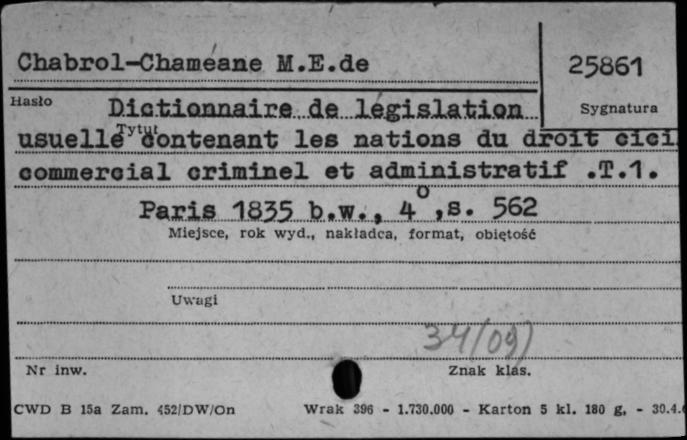 Chabrol-Chaméane M.E.de
25861
Hasło
Dictionnaire de législation
Sygnatura
usuelle contenant les nations du droit cici
Tytuł
commercial criminel et administratif .T.1.
Paris 1835 b.w., 4° ,s. 562
Miejsce, rok wyd., nakładca, format, objętość
Uwagi
34/09)
Nr inw.
Znak klas.
CWD B 15a Zam. 452/DW/On
Wrak 396 - 1.730.000 - Karton 5 kl. 180 g, - 30.4.